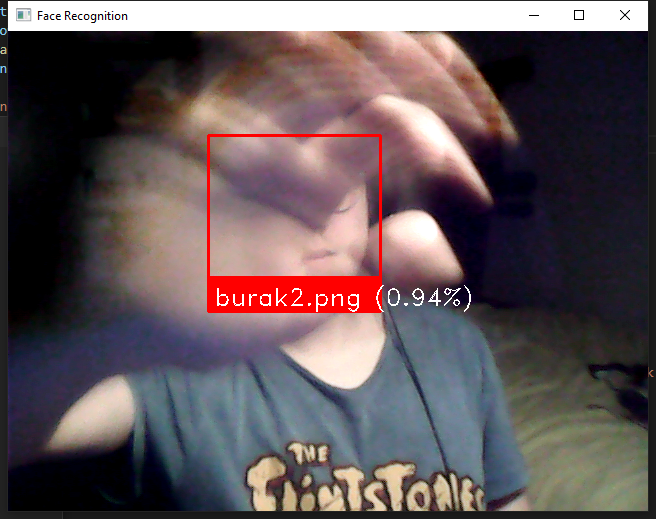 Face Recognition
t
o
a
n
n
burak2.png (0.94%)
k
THE
FLINTSTONES